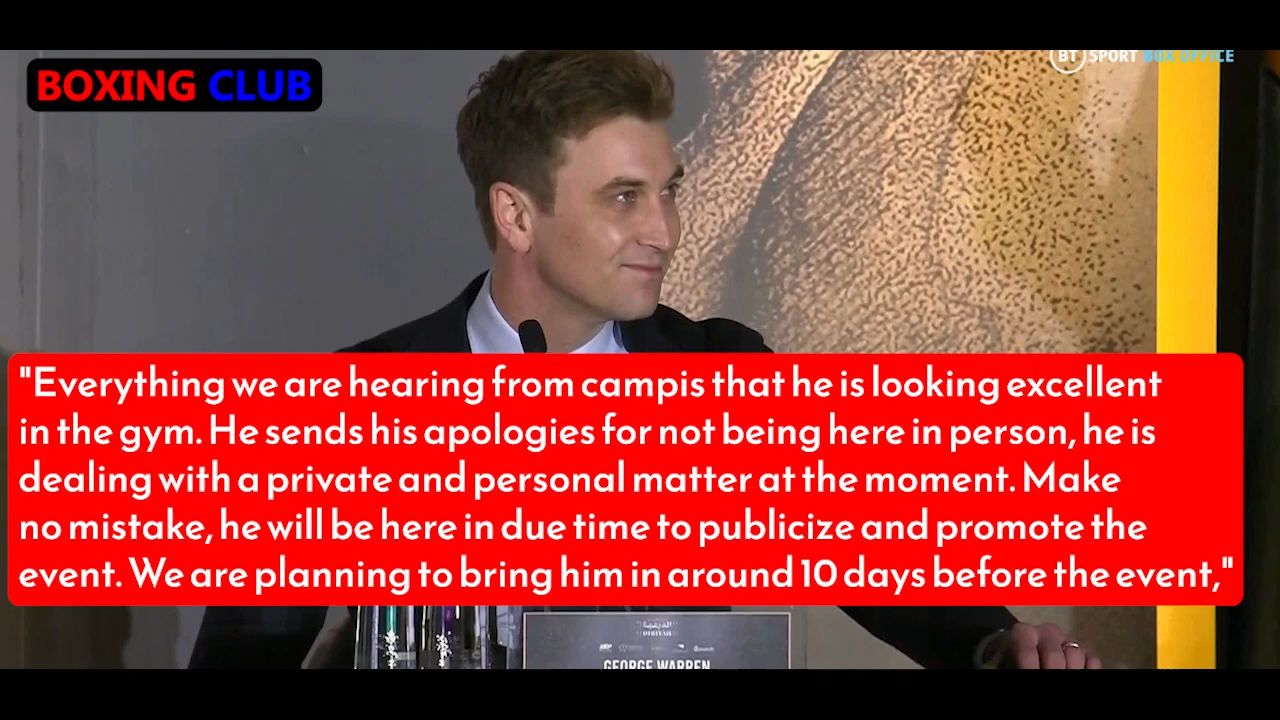 BOXING CLUB
BT SPORT BOX OFFICE
"Everything we are hearing from campis that he is looking excellent
in the gym. He sends his apologies for not being here in person, he is
dealing with a private and personal matter at the moment. Make
no mistake, he will be here in due time to publicize and promote the
event. We are planning to bring him in around 10 days before the event,"
الدرعية
DIRIYAH
GEORGE WARREN